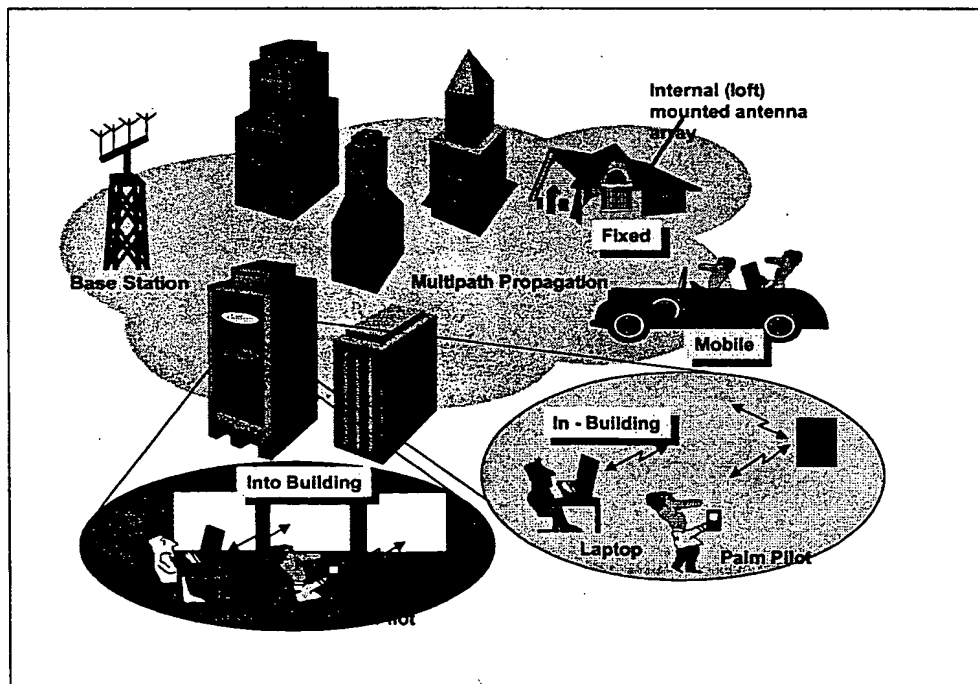 Internal (loft)
mounted antenna
array
Fixed
Base Station
Multipath Propagation
Mobile
In - Building
Into Building
Laptop
Palm Pilot